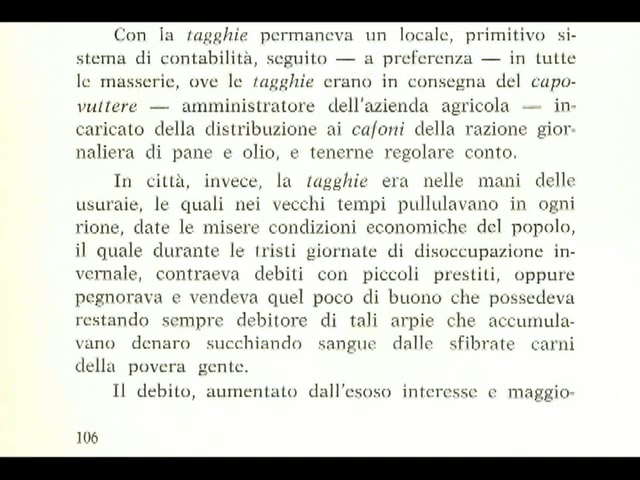 Con la tagghie permaneva un locale, primitivo si-
stema di contabilità, seguito — a preferenza — in tutte
le masserie, ove le tagghie erano in consegna del capo-
vuttere — amministratore dell'azienda agricola — in-
caricato della distribuzione ai cafoni della razione gior-
naliera di pane e olio, e tenerne regolare conto.
In città, invece, la tagghie era nelle mani delle
usuraie, le quali nei vecchi tempi pullulavano in ogni
rione, date le misere condizioni economiche del popolo,
il quale durante le tristi giornate di disoccupazione in-
vernale, contraeva debiti con piccoli prestiti, oppure
pegnorava e vendeva quel poco di buono che possedeva
restando sempre debitore di tali arpie che accumula-
vano denaro succhiando sangue dalle sfibrate carni
della povera gente.
Il debito, aumentato dall'esoso interesse e maggio-
106